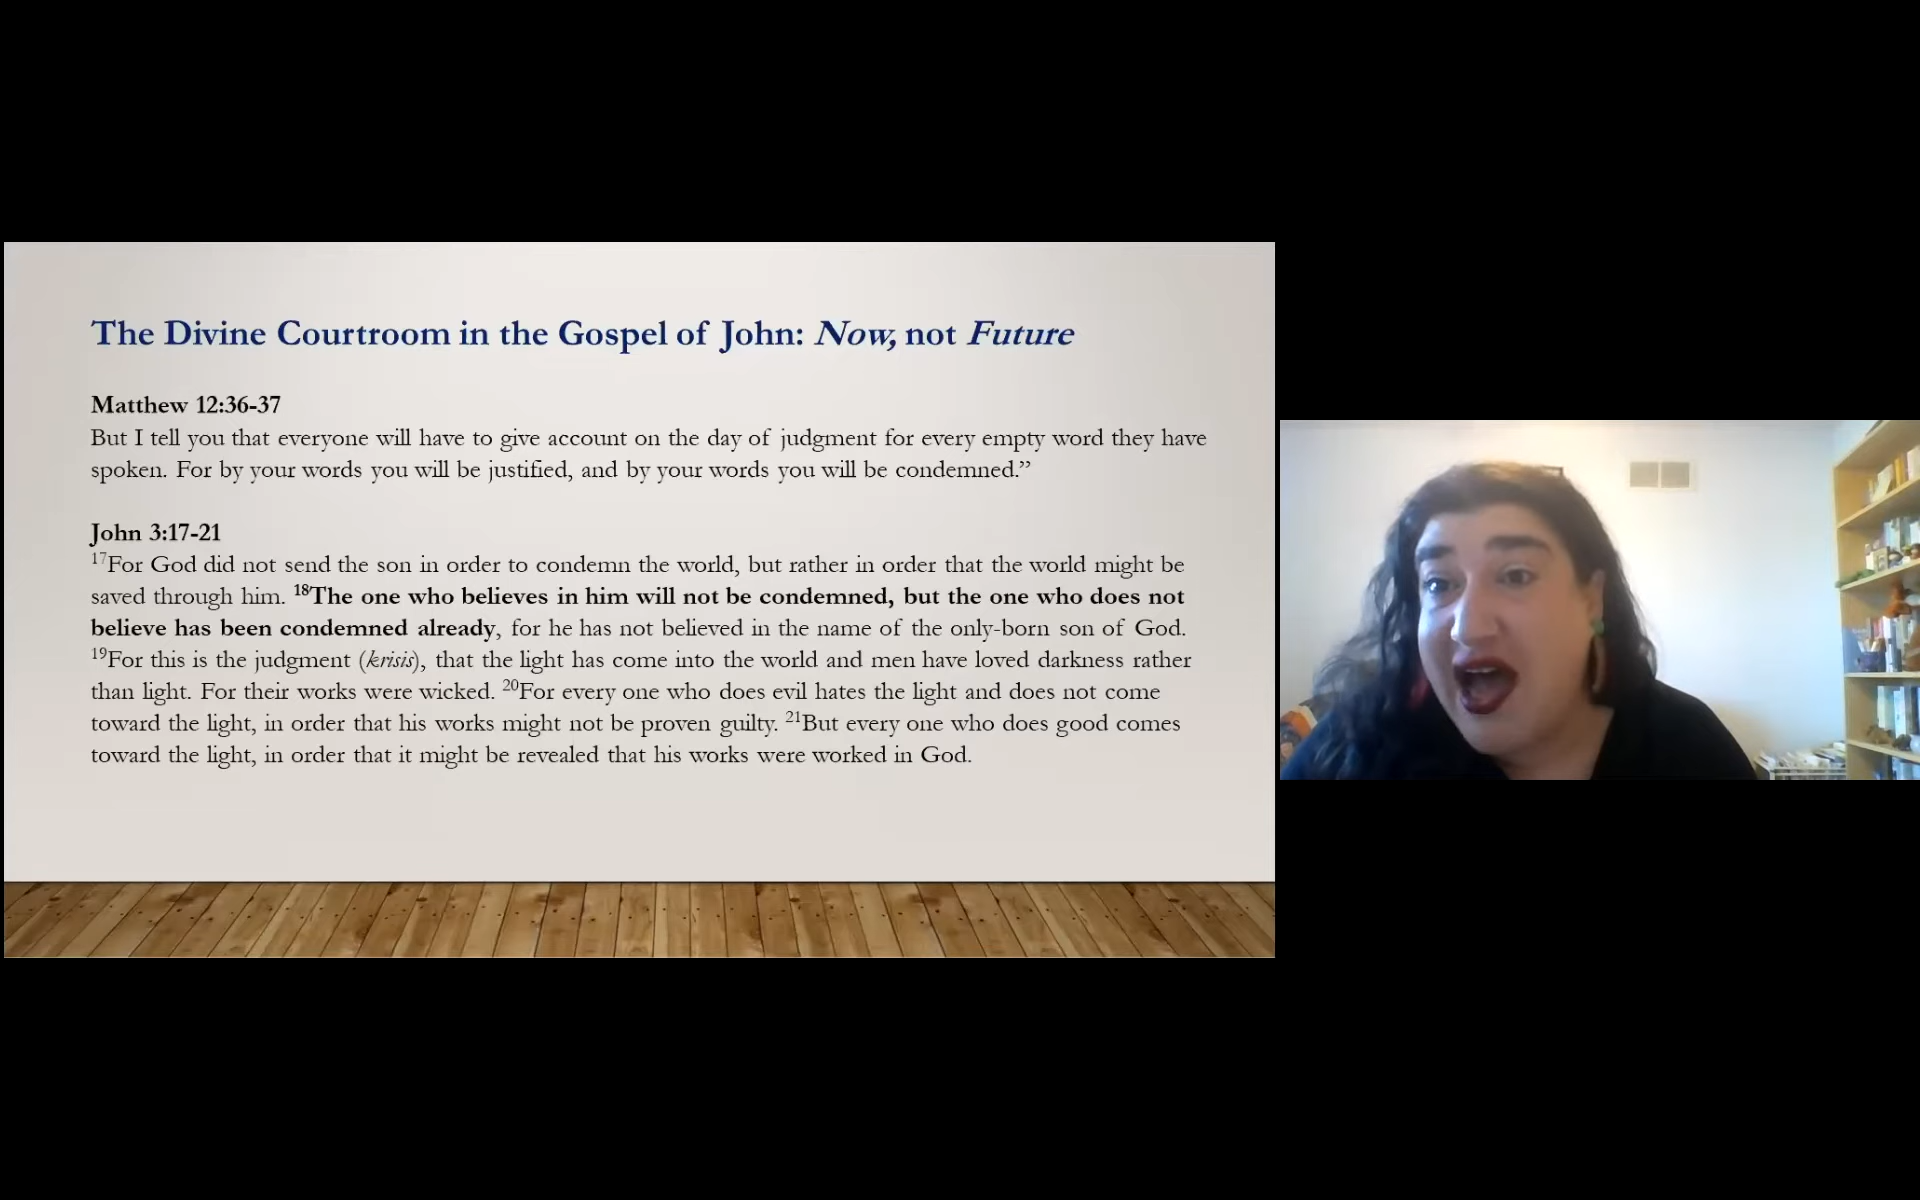 The Divine Courtroom in the Gospel of John: Now, not Future
Matthew 12:36-37
But I tell you that everyone will have to give account on the day of judgment for every empty word they have
spoken. For by your words you will be justified, and by your words you will be condemned.”
John 3:17-21
17For God did not send the son in order to condemn the world, but rather in order that the world might be
saved through him. 18The one who believes in him will not be condemned, but the one who does not
believe has been condemned already, for he has not believed in the name of the only-born son of God.
19For this is the judgment (krisis), that the light has come into the world and men have loved darkness rather
than light. For their works were wicked. 20For every one who does evil hates the light and does not come
toward the light, in order that his works might not be proven guilty. 21But every one who does good comes
toward the light, in order that it might be revealed that his works were worked in God.